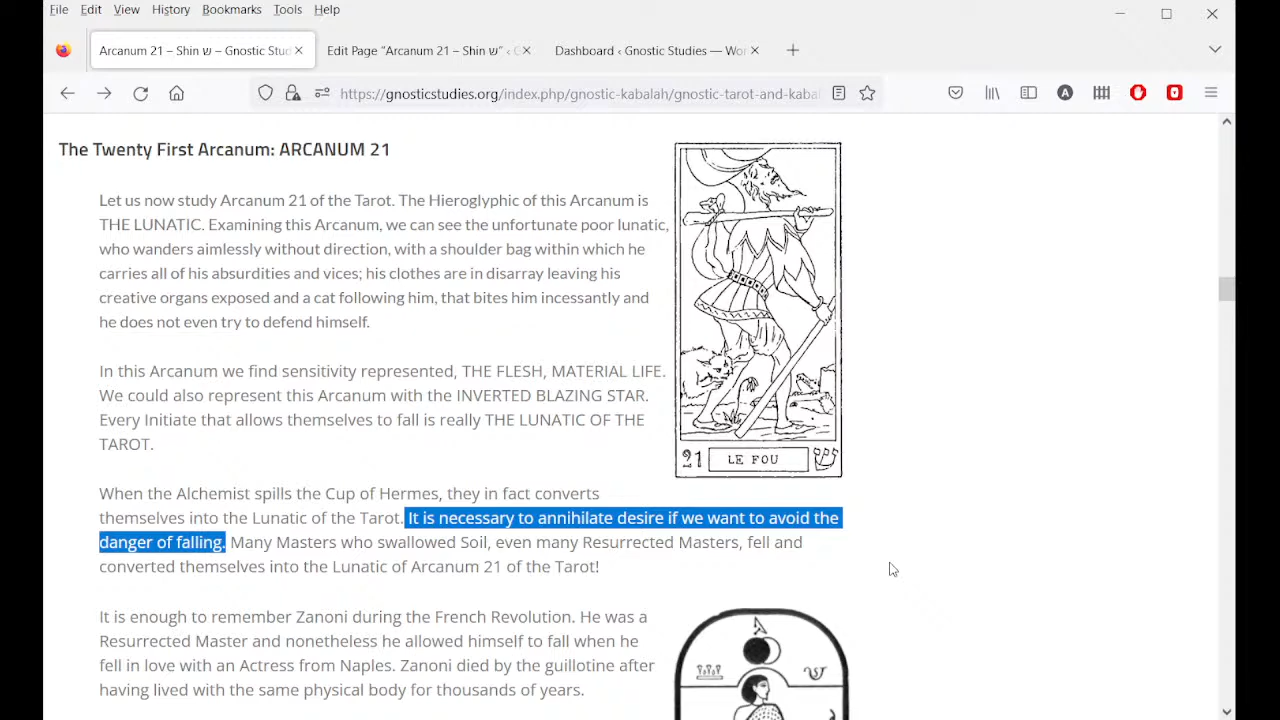 File Edit View History Bookmarks Tools Help
Arcanum 21 – Shin ש – Gnostic Stud
Edit Page “Arcanum 21 – Shin ש” ‹ G
Dashboard ‹ Gnostic Studies — Wor
https://gnosticstudies.org/index.php/gnostic-kabalah/gnostic-tarot-and-kaba
A
The Twenty First Arcanum: ARCANUM 21
Let us now study Arcanum 21 of the Tarot. The Hieroglyphic of this Arcanum is
THE LUNATIC. Examining this Arcanum, we can see the unfortunate poor lunatic,
who wanders aimlessly without direction, with a shoulder bag within which he
carries all of his absurdities and vices; his clothes are in disarray leaving his
creative organs exposed and a cat following him, that bites him incessantly and
he does not even try to defend himself.
In this Arcanum we find sensitivity represented, THE FLESH, MATERIAL LIFE.
We could also represent this Arcanum with the INVERTED BLAZING STAR.
Every Initiate that allows themselves to fall is really THE LUNATIC OF THE
TAROT.
21 LE FOU ש
When the Alchemist spills the Cup of Hermes, they in fact converts
themselves into the Lunatic of the Tarot. It is necessary to annihilate desire if we want to avoid the
danger of falling. Many Masters who swallowed Soil, even many Resurrected Masters, fell and
converted themselves into the Lunatic of Arcanum 21 of the Tarot!
It is enough to remember Zanoni during the French Revolution. He was a
Resurrected Master and nonetheless he allowed himself to fall when he
fell in love with an Actress from Naples. Zanoni died by the guillotine after
having lived with the same physical body for thousands of years.